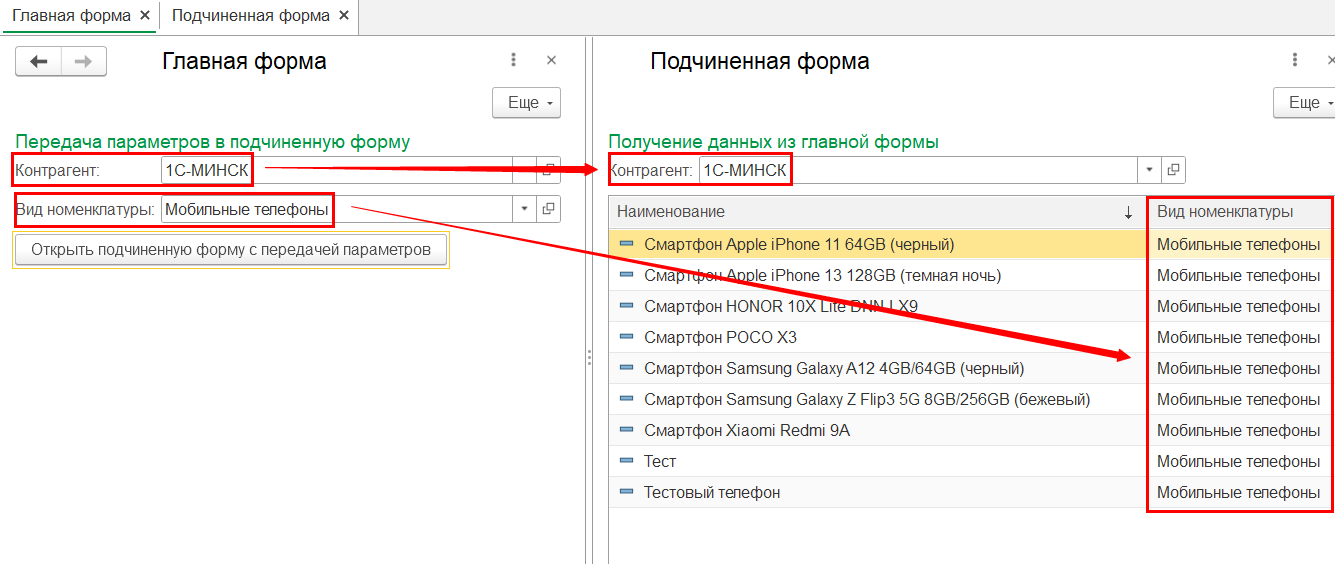 Главная форма
Подчиненная форма
Главная форма
Еще
Передача параметров в подчиненную форму
Контрагент: 1С-МИНСК
Вид номенклатуры: Мобильные телефоны
Открыть подчиненную форму с передачей параметров
Подчиненная форма
Еще
Получение данных из главной формы
Контрагент: 1С-МИНСК
Наименование Вид номенклатуры
Смартфон Apple iPhone 11 64GB (черный) Мобильные телефоны
Смартфон Apple iPhone 13 128GB (темная ночь) Мобильные телефоны
Смартфон HONOR 10X Lite DNN-LX9 Мобильные телефоны
Смартфон POCO X3 Мобильные телефоны
Смартфон Samsung Galaxy A12 4GB/64GB (черный) Мобильные телефоны
Смартфон Samsung Galaxy Z Flip3 5G 8GB/256GB (бежевый) Мобильные телефоны
Смартфон Xiaomi Redmi 9A Мобильные телефоны
Тест Мобильные телефоны
Тестовый телефон Мобильные телефоны